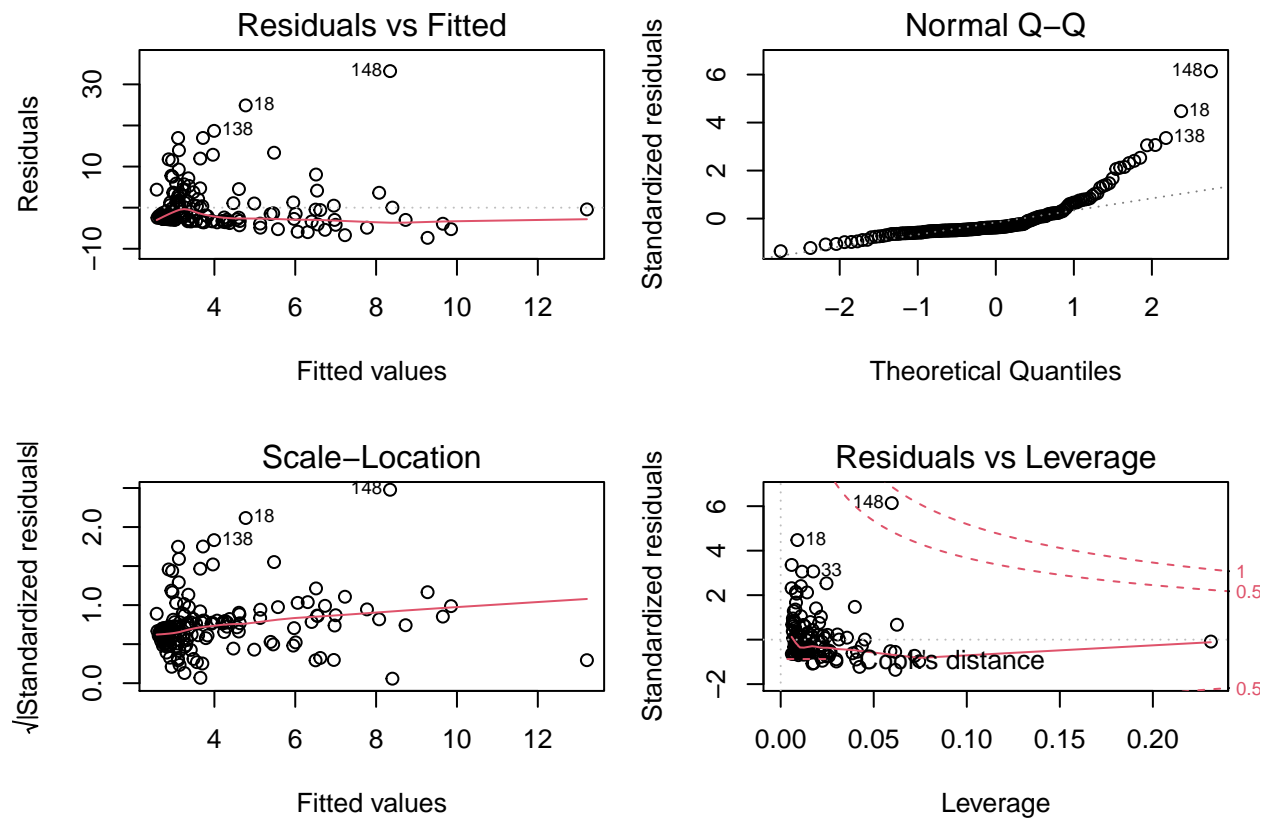 Residuals vs Fitted
Residuals
30
10
−10
148
18
138
4 6 8 10 12
Fitted values
Normal Q−Q
Standardized residuals
6
4
2
0
148
18
138
−2 −1 0 1 2
Theoretical Quantiles
Scale−Location
√|Standardized residuals|
2.0
1.0
0.0
148
18
138
4 6 8 10 12
Fitted values
Residuals vs Leverage
Standardized residuals
6
4
2
0
−2
148
18
33
1
0.5
Cook's distance
0.5
0.00 0.05 0.10 0.15 0.20
Leverage